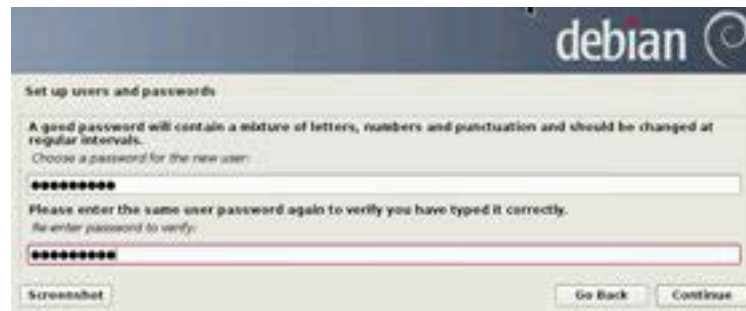 debian
Set up users and passwords
A good password will contain a mixture of letters, numbers and punctuation and should be changed at
regular intervals.
Choose a password for the new user:
●●●●●●●●●
Please enter the same user password again to verify you have typed it correctly.
Re-enter password to verify:
●●●●●●●●●
Screenshot
Go Back
Continue